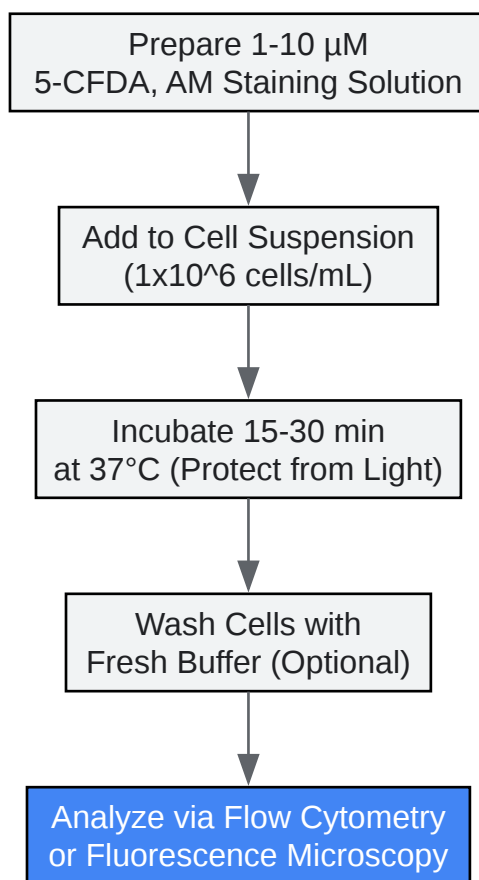 Prepare 1-10 µM
5-CFDA, AM Staining Solution
Add to Cell Suspension
(1x10^6 cells/mL)
Incubate 15-30 min
at 37°C (Protect from Light)
Wash Cells with
Fresh Buffer (Optional)
Analyze via Flow Cytometry
or Fluorescence Microscopy